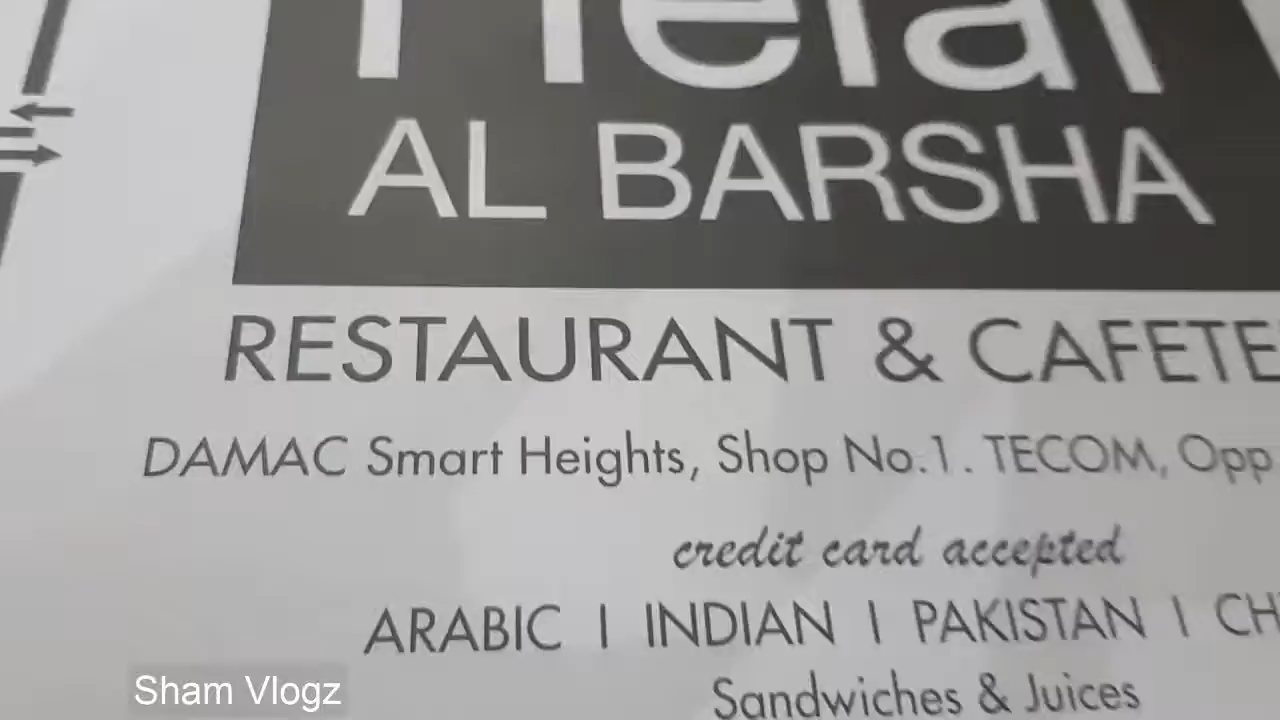 AL BARSHA
RESTAURANT & CAFETE
DAMAC Smart Heights, Shop No.1. TECOM, Opp
credit card accepted
ARABIC I INDIAN I PAKISTAN I CH
Sandwiches & Juices
Sham Vlogz